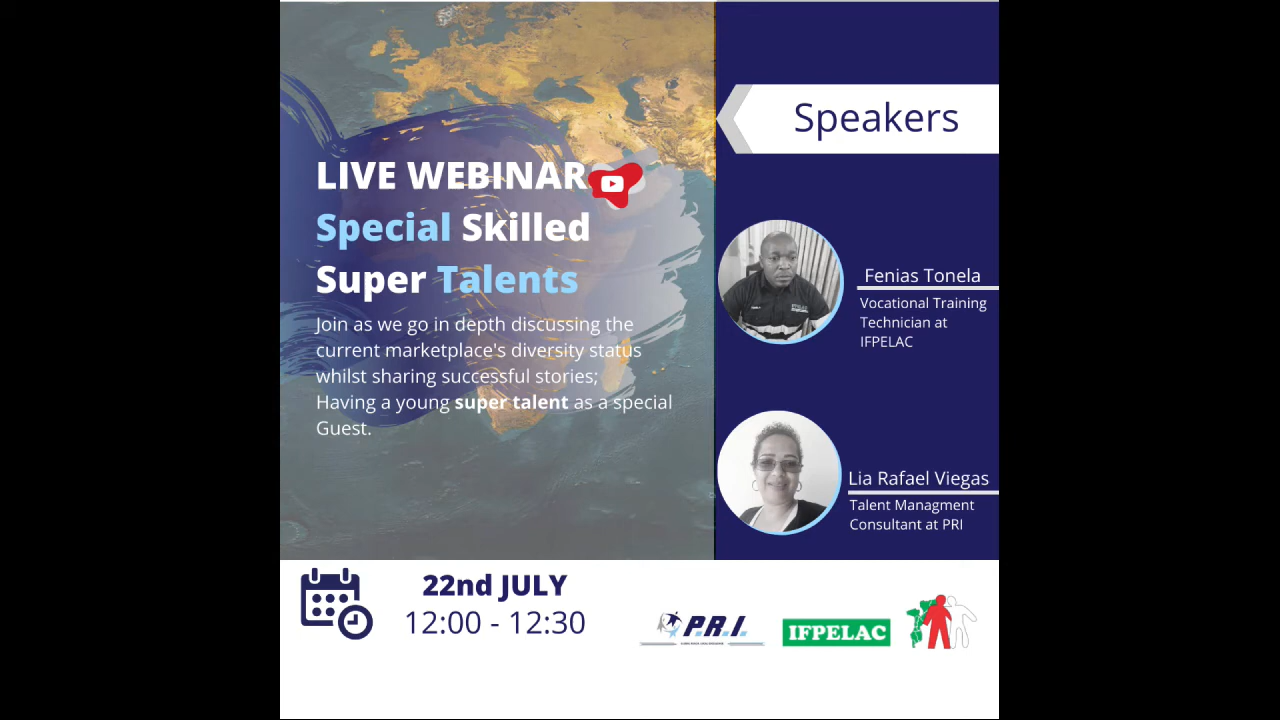 LIVE WEBINAR
Special Skilled
Super Talents
Join as we go in depth discussing the
current marketplace's diversity status
whilst sharing successful stories;
Having a young super talent as a special
Guest.
Speakers
Fenias Tonela
Vocational Training
Technician at
IFPELAC
Lia Rafael Viegas
Talent Managment
Consultant at PRI
22nd JULY
12:00 - 12:30
P.R.I.
IFPELAC